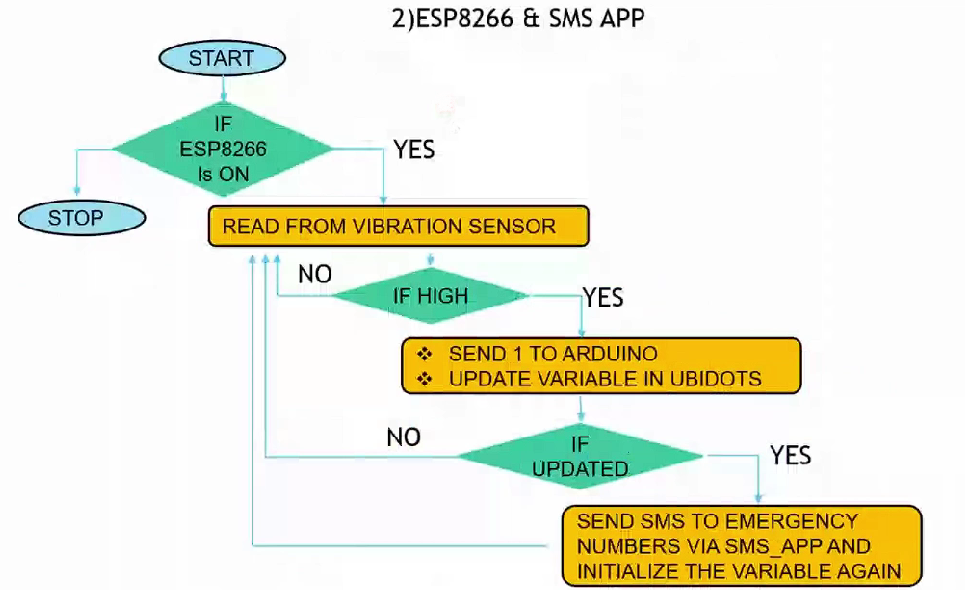 2)ESP8266 & SMS APP
START
IF
ESP8266
Is ON
YES
STOP
READ FROM VIBRATION SENSOR
NO
IF HIGH
YES
❖ SEND 1 TO ARDUINO
❖ UPDATE VARIABLE IN UBIDOTS
NO
IF
UPDATED
YES
SEND SMS TO EMERGENCY
NUMBERS VIA SMS_APP AND
INITIALIZE THE VARIABLE AGAIN